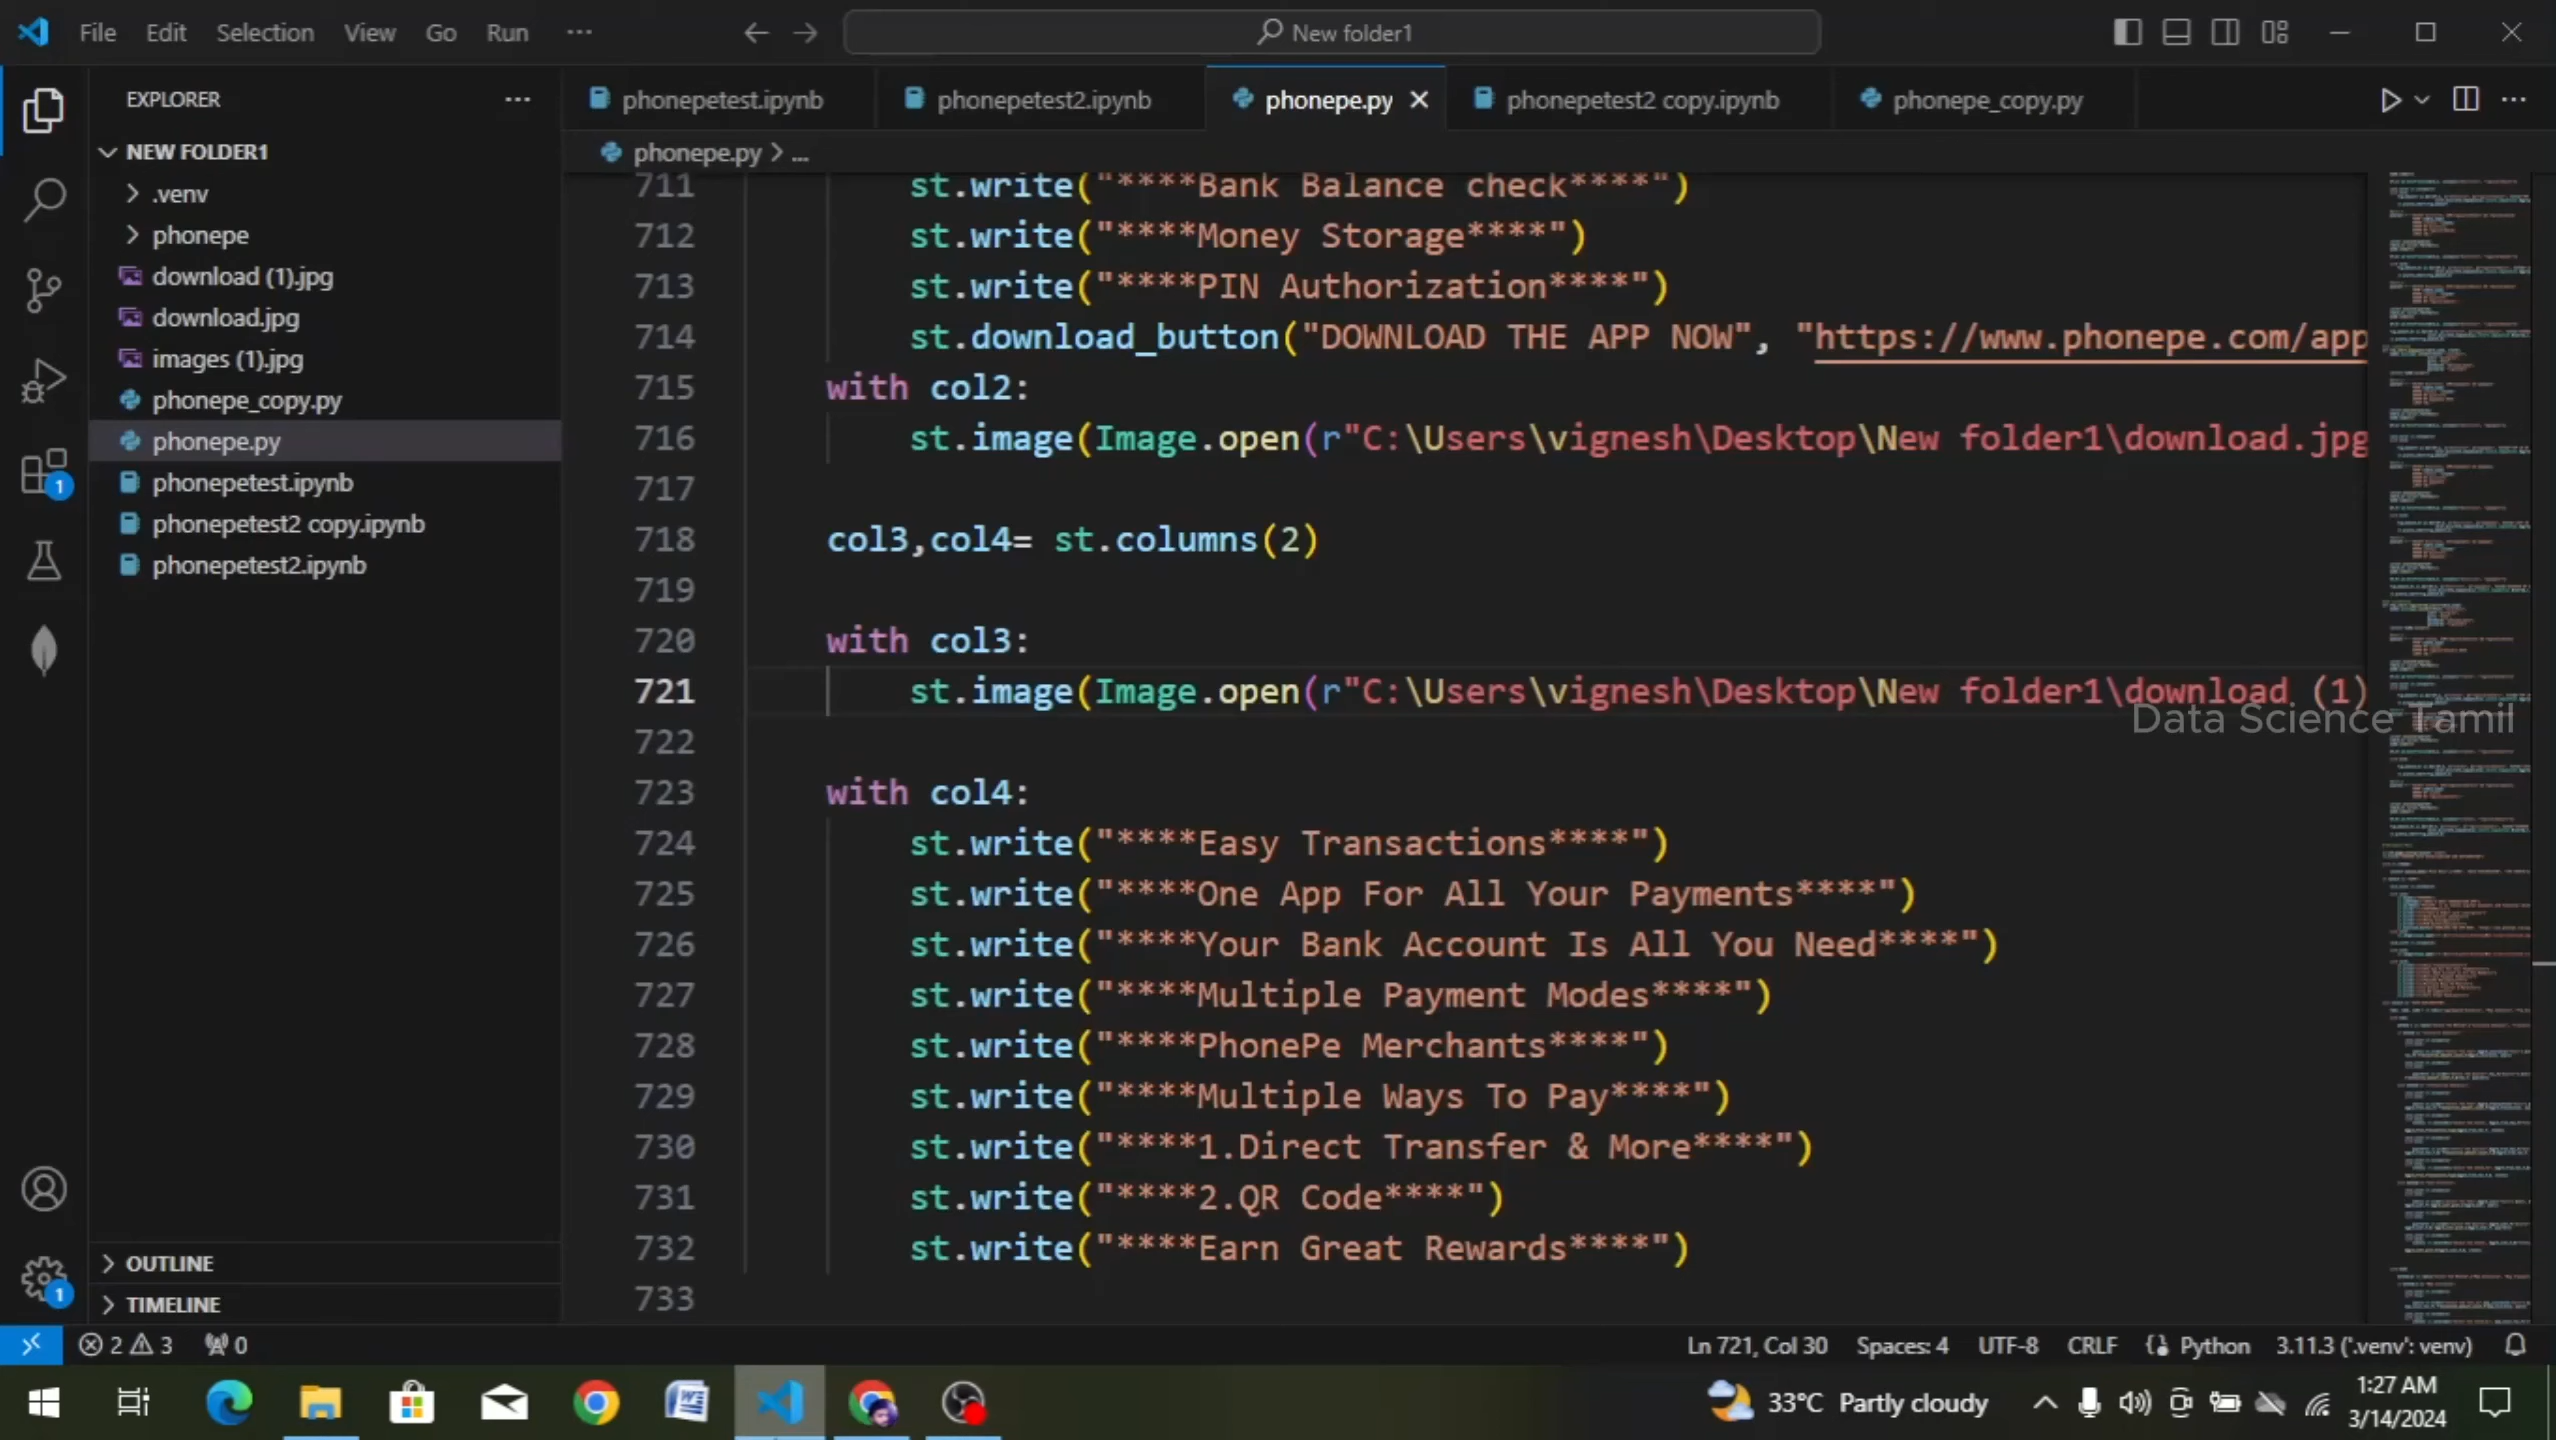 File Edit Selection View Go Run ··· New folder1
EXPLORER ···
NEW FOLDER1
.venv
phonepe
download (1).jpg
download.jpg
images (1).jpg
phonepe_copy.py
phonepe.py
phonepetest.ipynb
phonepetest2 copy.ipynb
phonepetest2.ipynb
OUTLINE
TIMELINE
1
1
phonepetest.ipynb phonepetest2.ipynb phonepe.py phonepetest2 copy.ipynb phonepe_copy.py
phonepe.py > ...
711 st.write("****Bank Balance check****")
712 st.write("****Money Storage****")
713 st.write("****PIN Authorization****")
714 st.download_button("DOWNLOAD THE APP NOW", "https://www.phonepe.com/app
715 with col2:
716 st.image(Image.open(r"C:\Users\vignesh\Desktop\New folder1\download.jpg
717
718 col3,col4= st.columns(2)
719
720 with col3:
721 st.image(Image.open(r"C:\Users\vignesh\Desktop\New folder1\download (1)
Data Science Tamil
722
723 with col4:
724 st.write("****Easy Transactions****")
725 st.write("****One App For All Your Payments****")
726 st.write("****Your Bank Account Is All You Need****")
727 st.write("****Multiple Payment Modes****")
728 st.write("****PhonePe Merchants****")
729 st.write("****Multiple Ways To Pay****")
730 st.write("****1.Direct Transfer & More****")
731 st.write("****2.QR Code****")
732 st.write("****Earn Great Rewards****")
733
2 3 0 Ln 721, Col 30 Spaces: 4 UTF-8 CRLF Python 3.11.3 ('.venv': venv)
33°C Partly cloudy 1:27 AM
3/14/2024